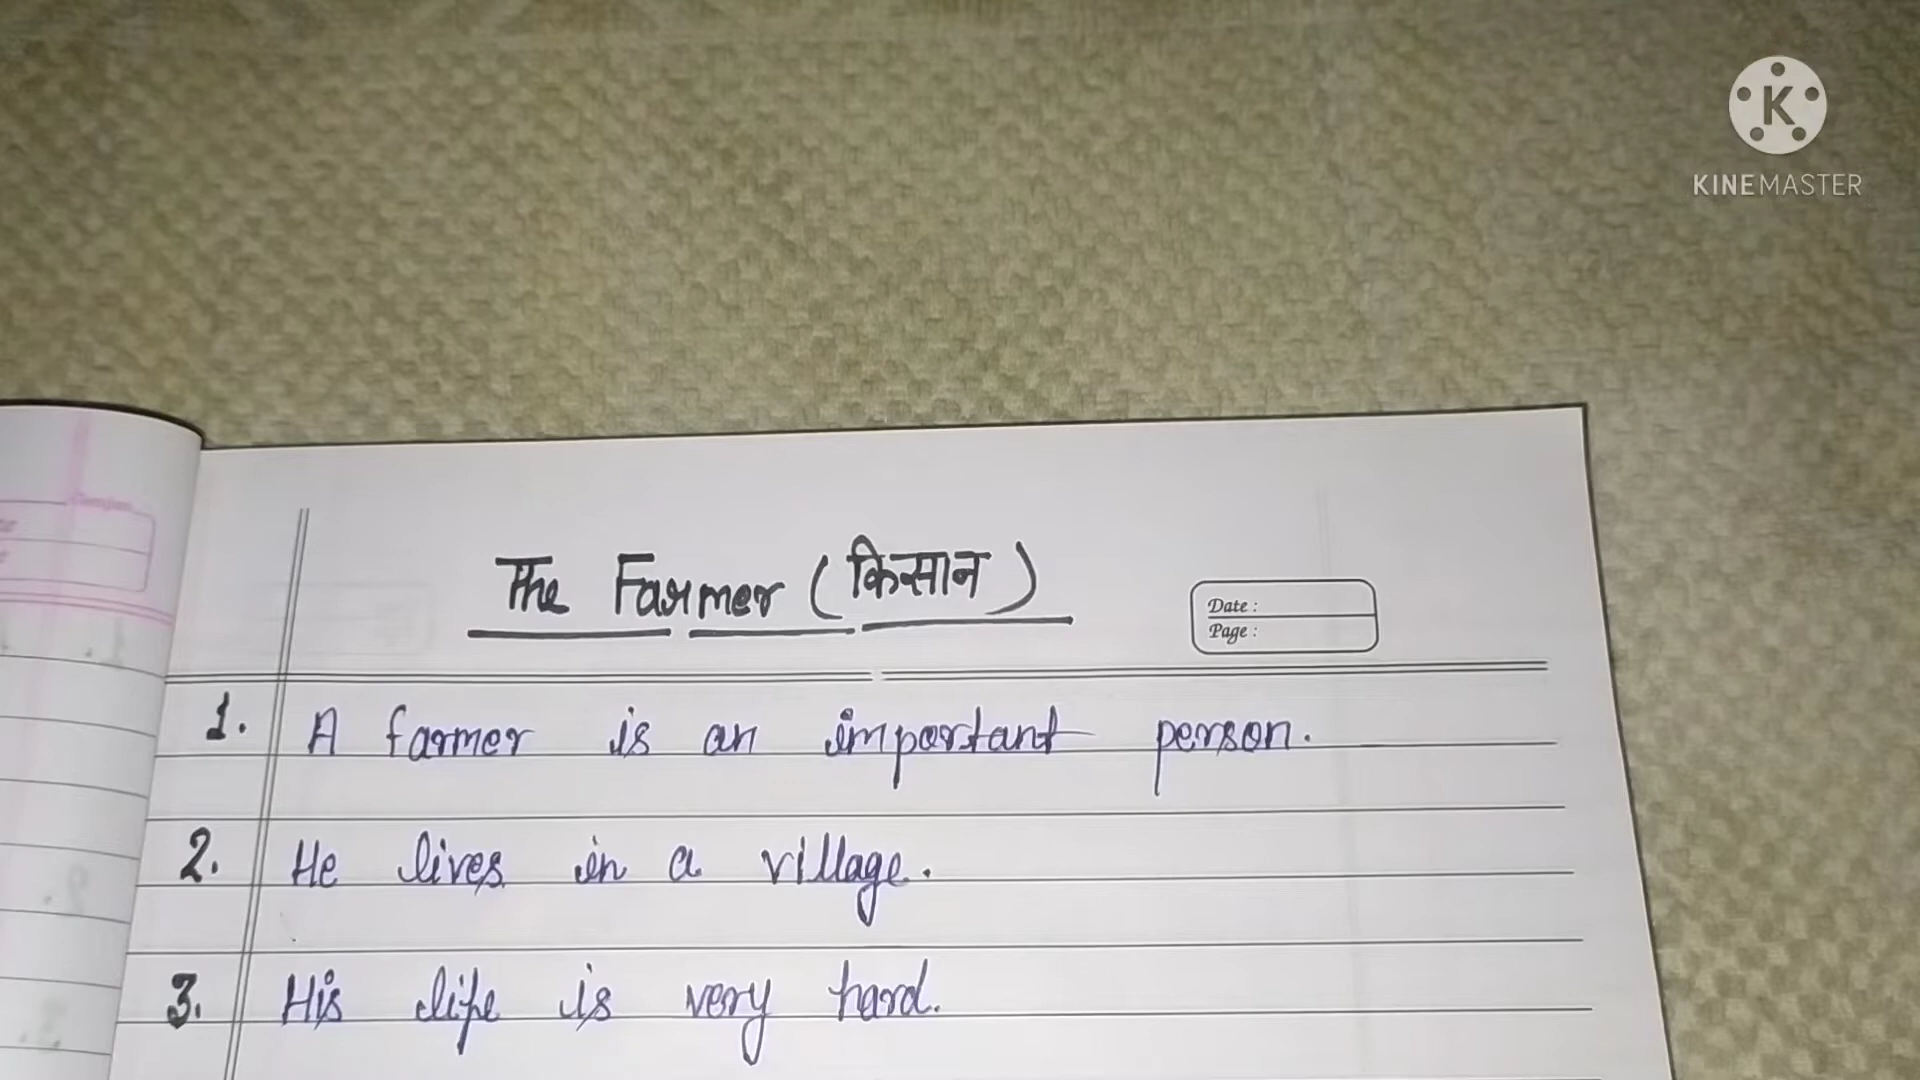 KINEMASTER
The Farmer (किसान)
Date :
Page :
1. A farmer is an important person.
2. He lives in a village.
3. His life is very hard.